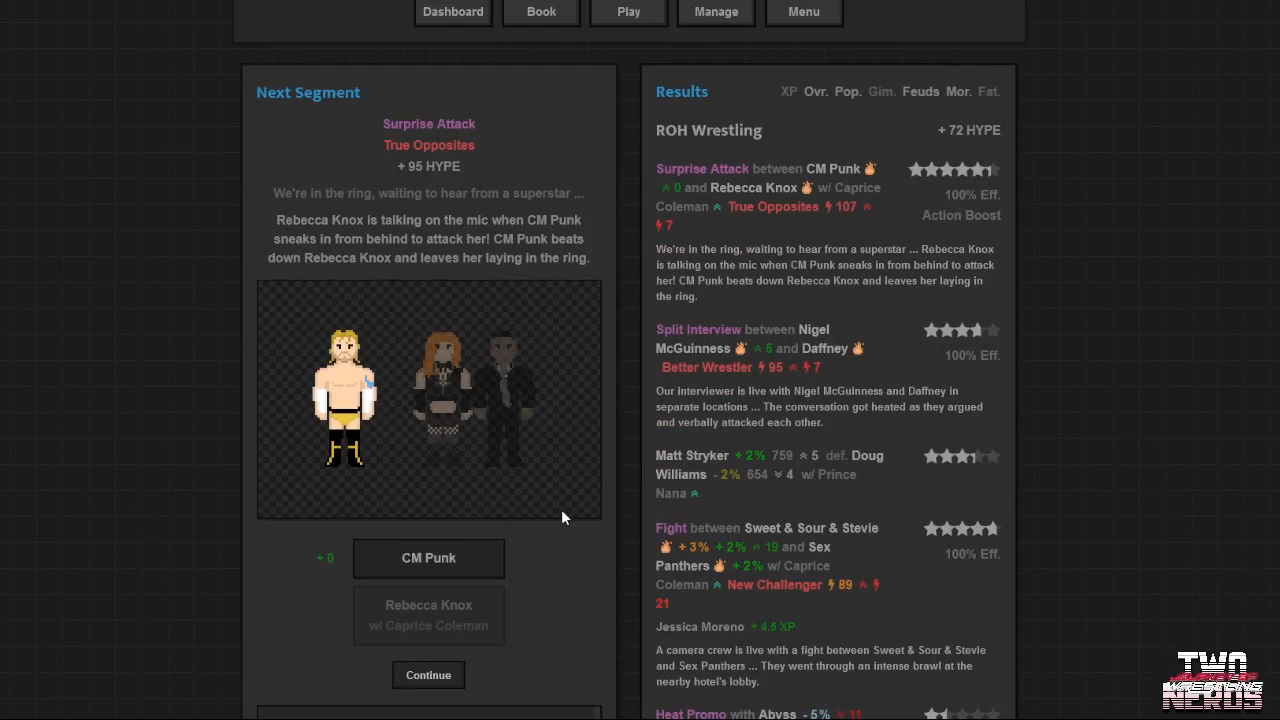 Dashboard
Book
Play
Manage
Menu
Next Segment
Surprise Attack
True Opposites
+ 95 HYPE
We're in the ring, waiting to hear from a superstar ...
Rebecca Knox is talking on the mic when CM Punk
sneaks in from behind to attack her! CM Punk beats
down Rebecca Knox and leaves her laying in the ring.
+ 0 CM Punk
Rebecca Knox
w/ Caprice Coleman
Continue
Results XP Ovr. Pop. Gim. Feuds Mor. Fat.
ROH Wrestling + 72 HYPE
Surprise Attack between CM Punk
0 and Rebecca Knox w/ Caprice
100% Eff.
Coleman True Opposites 107
Action Boost
7
We're in the ring, waiting to hear from a superstar ... Rebecca Knox
is talking on the mic when CM Punk sneaks in from behind to attack
her! CM Punk beats down Rebecca Knox and leaves her laying in
the ring.
Split Interview between Nigel
McGuinness 5 and Daffney
100% Eff.
Better Wrestler 95 7
Our interviewer is live with Nigel McGuinness and Daffney in
separate locations ... The conversation got heated as they argued
and verbally attacked each other.
Matt Stryker + 2% 759 5 def. Doug
Williams - 2% 654 4 w/ Prince
Nana
Fight between Sweet & Sour & Stevie
+ 3% + 2% 19 and Sex
100% Eff.
Panthers + 2% w/ Caprice
Coleman New Challenger 89
21
Jessica Moreno + 4.5 XP
A camera crew is live with a fight between Sweet & Sour & Stevie
and Sex Panthers ... They went through an intense brawl at the
nearby hotel's lobby.
Heat Promo with Abyss - 5% 11
TWO
WRESTLING
NERDS